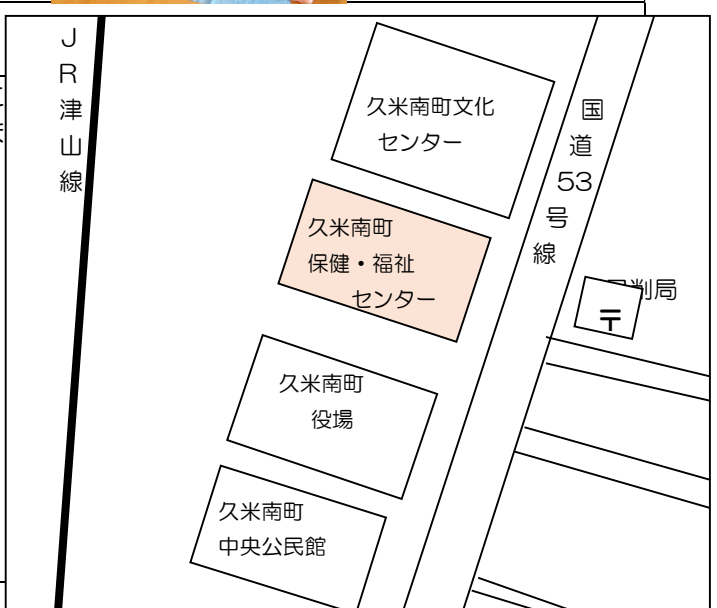 JR津山線
久米南町文化
センター
国道53号線
久米南町
保健・福祉
センター
局
〒
久米南町
役場
久米南町
中央公民館